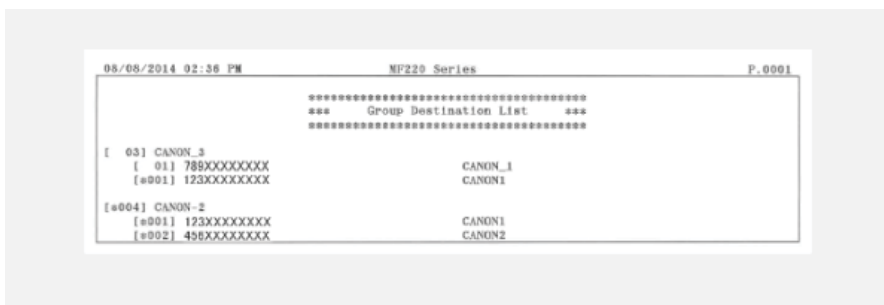 08/08/2014 02:36 PM MF220 Series P.0001
**************************************
*** Group Destination List ***
**************************************
[ 03] CANON_3
[ 01] 789XXXXXXXX CANON_1
[*001] 123XXXXXXXX CANON1
[*004] CANON-2
[*001] 123XXXXXXXX CANON1
[*002] 456XXXXXXXX CANON2